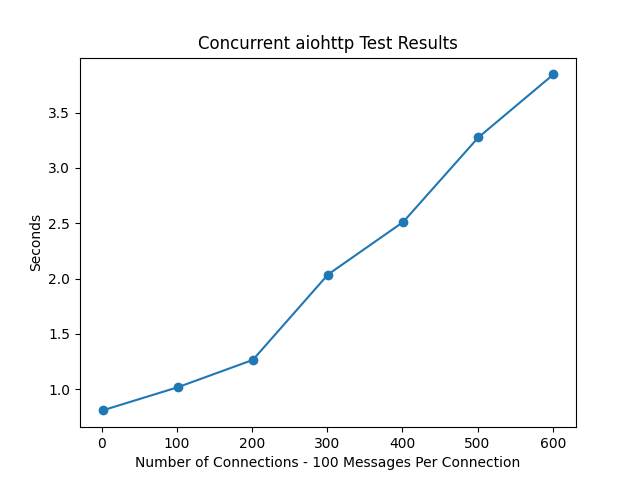 Concurrent aiohttp Test Results
3.5
3.0
2.5
2.0
1.5
1.0
Seconds
0 100 200 300 400 500 600
Number of Connections - 100 Messages Per Connection